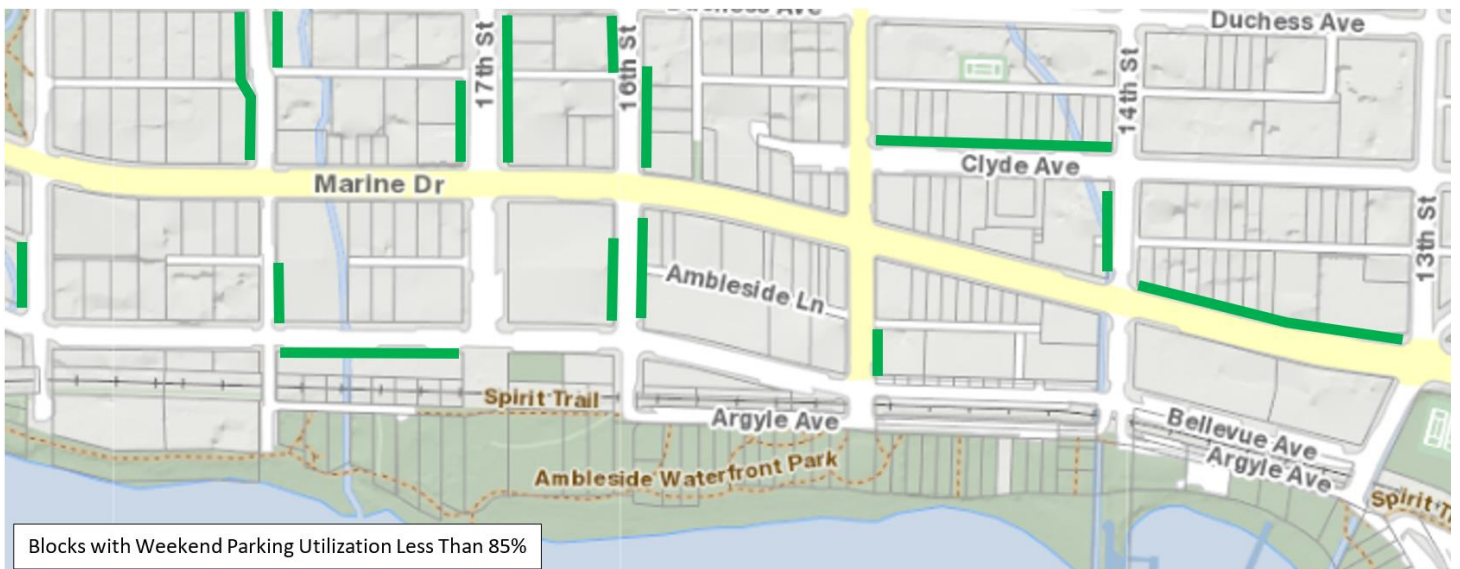 Duchess Ave
Duchess Ave
17th St
16th St
14th St
Clyde Ave
Marine Dr
13th St
Ambleside Ln
Spirit Trail
Argyle Ave
Bellevue Ave
Argyle Ave
Ambleside Waterfront Park
Spirit T
Blocks with Weekend Parking Utilization Less Than 85%